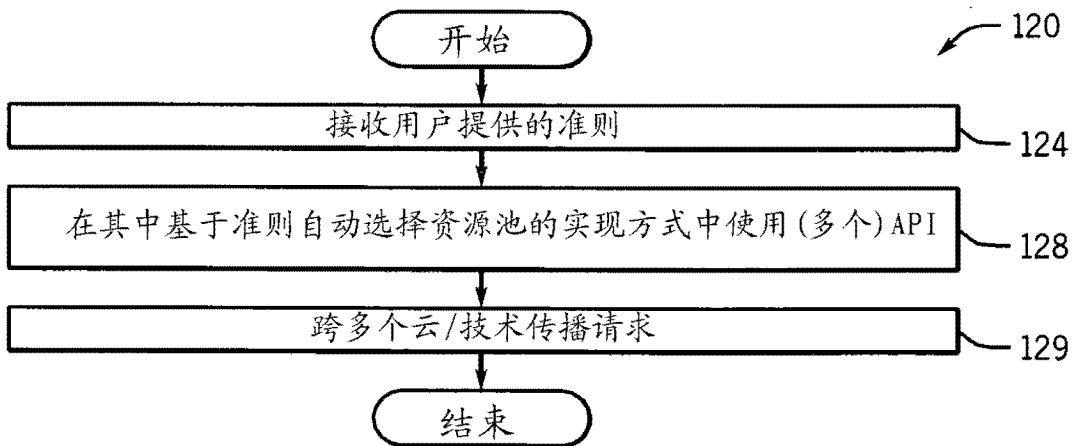 开始
120
接收用户提供的准则
124
在其中基于准则自动选择资源池的实现方式中使用(多个)API
128
跨多个云/技术传播请求
129
结束